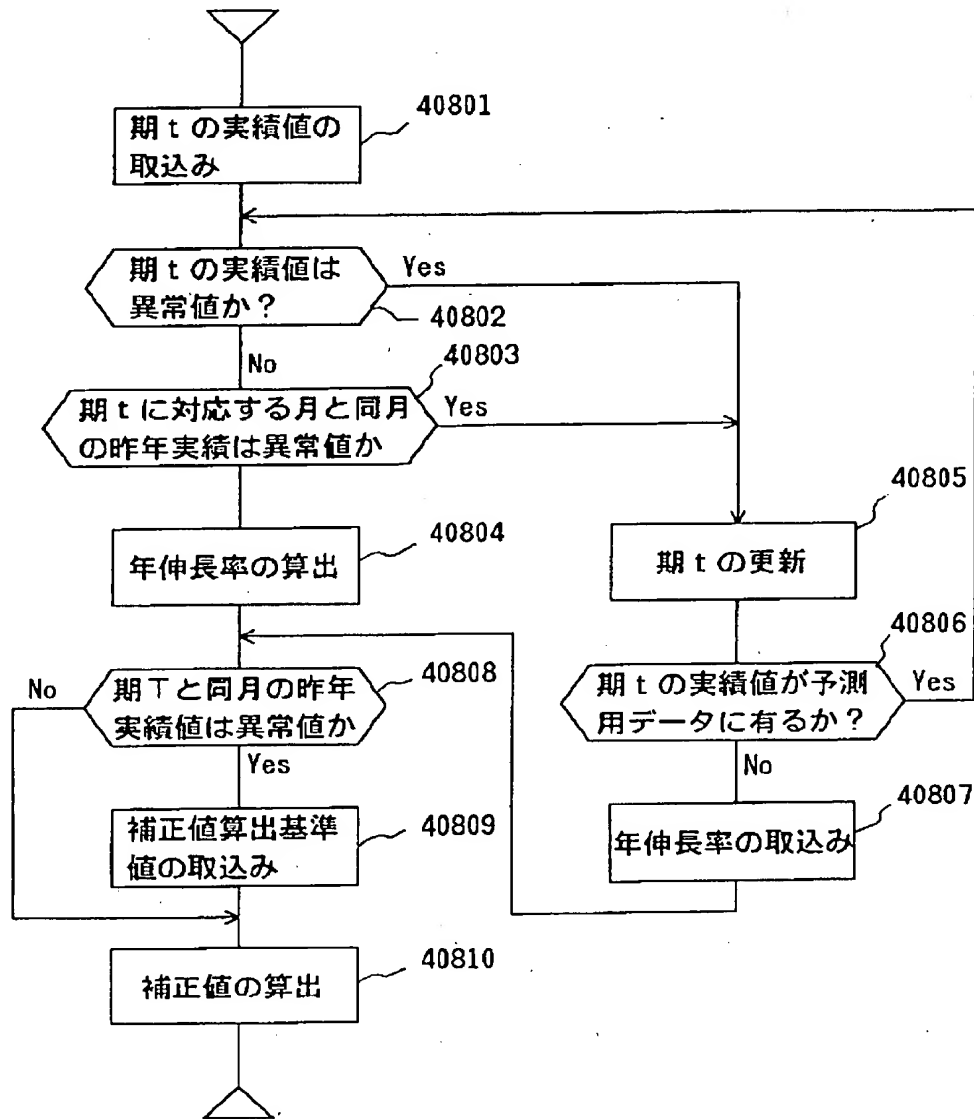 40801
期tの実績値の
取込み
期tの実績値は
異常値か？
Yes
40802
No
40803
期tに対応する月と同月
の昨年実績は異常値か
Yes
40804
年伸長率の算出
40805
期tの更新
40806
期tの実績値が予測
用データに有るか？
Yes
No
40807
年伸長率の取込み
No
40808
期Tと同月の昨年
実績値は異常値か
Yes
40809
補正値算出基準
値の取込み
40810
補正値の算出